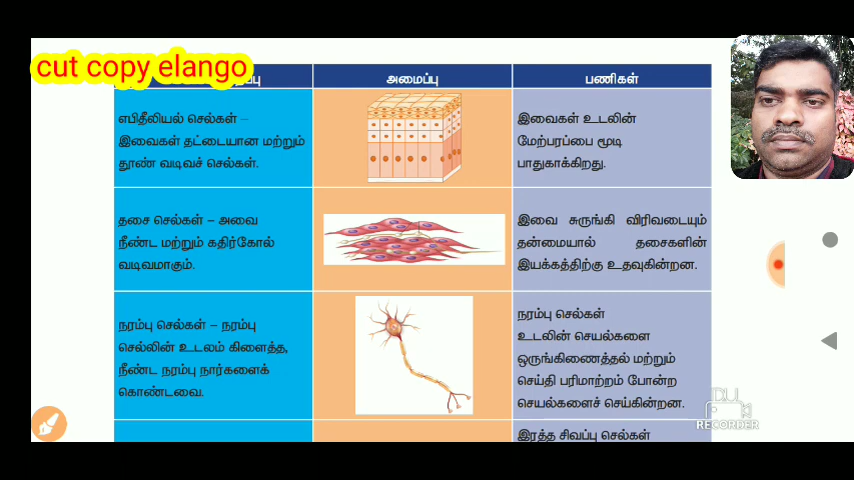 cut copy elango
அமைப்பு
பணிகள்
எபிதீலியல் செல்கள் –
இவைகள் தட்டையான மற்றும்
தூண் வடிவச் செல்கள்.
இவைகள் உடலின்
மேற்பரப்பை மூடி
பாதுகாக்கிறது.
தசை செல்கள் – அவை
நீண்ட மற்றும் கதிர்கோல்
வடிவமாகும்.
இவை சுருங்கி விரிவடையும்
தன்மையால் தசைகளின்
இயக்கத்திற்கு உதவுகின்றன.
நரம்பு செல்கள் – நரம்பு
செல்லின் உடலம் கிளைத்த,
நீண்ட நரம்பு நார்களைக்
கொண்டவை.
நரம்பு செல்கள்
உடலின் செயல்களை
ஒருங்கிணைத்தல் மற்றும்
செய்தி பரிமாற்றம் போன்ற
செயல்களைச் செய்கின்றன.
இரத்த சிவப்பு செல்கள்
RECORDER